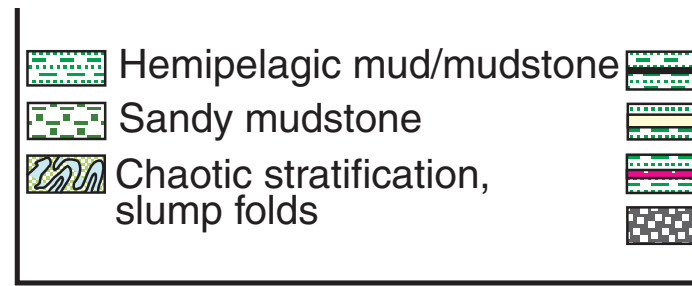 Hemipelagic mud/mudstone
Sandy mudstone
Chaotic stratification,
slump folds